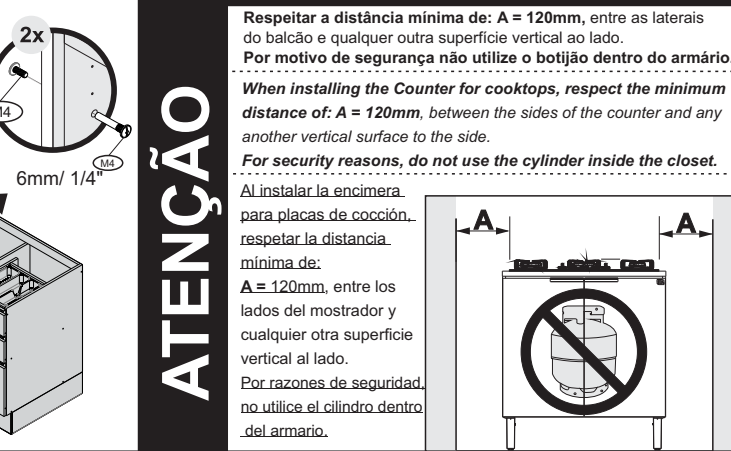 2x
M4
6mm/ 1/4"
ATENÇÃO
Respeitar a distância mínima de: A = 120mm, entre as laterais
do balcão e qualquer outra superfície vertical ao lado.
Por motivo de segurança não utilize o botijão dentro do armário.
When installing the Counter for cooktops, respect the minimum
distance of: A = 120mm, between the sides of the counter and any
another vertical surface to the side.
For security reasons, do not use the cylinder inside the closet.
Al instalar la encimera
para placas de cocción,
respetar la distancia
mínima de:
A = 120mm, entre los
lados del mostrador y
cualquier otra superficie
vertical al lado.
Por razones de seguridad,
no utilice el cilindro dentro
del armario.
A
A